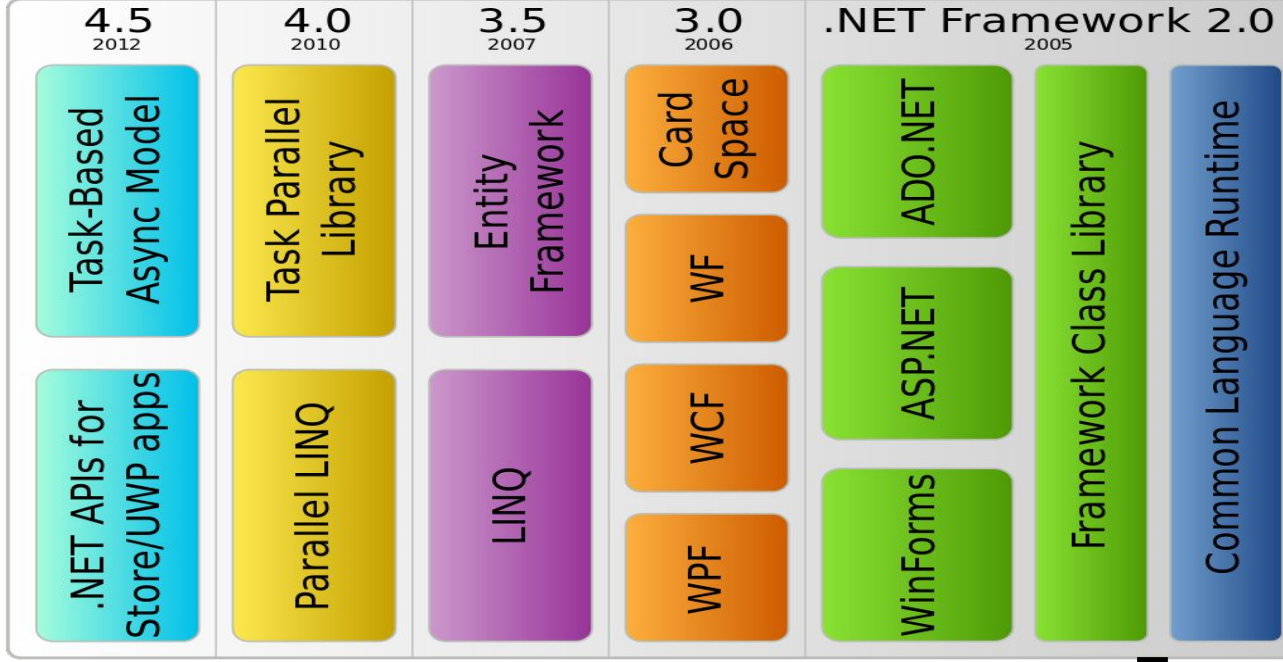 4.5
2012
Task-Based
Async Model
.NET APIs for
Store/UWP apps
4.0
2010
Task Parallel
Library
Parallel LINQ
3.5
2007
Entity
Framework
LINQ
3.0
2006
Card
Space
WF
WCF
WPF
.NET Framework 2.0
2005
ADO.NET
ASP.NET
WinForms
Framework Class Library
Common Language Runtime